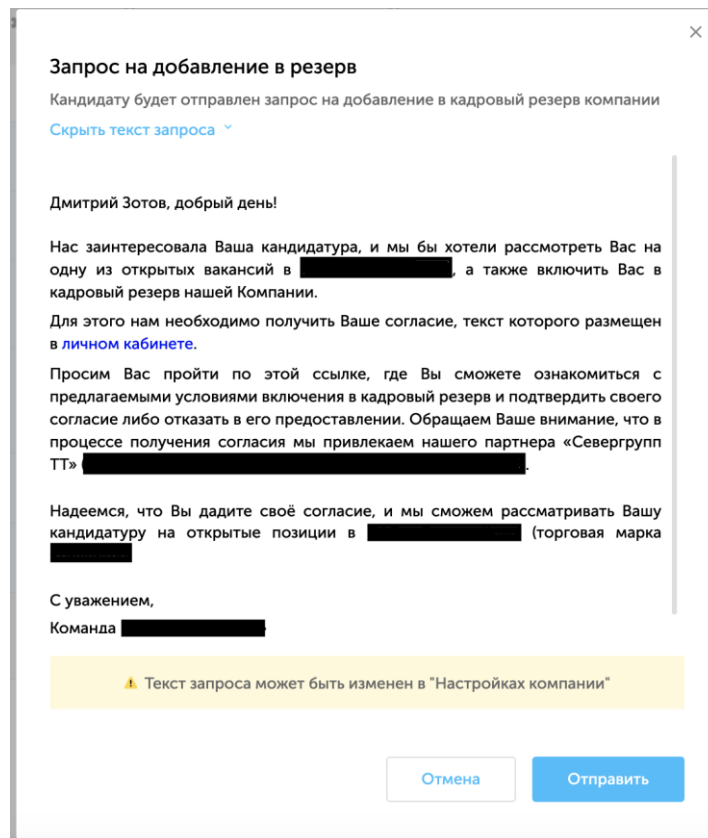 Запрос на добавление в резерв
Кандидату будет отправлен запрос на добавление в кадровый резерв компании
Скрыть текст запроса
Дмитрий Зотов, добрый день!
Нас заинтересовала Ваша кандидатура, и мы бы хотели рассмотреть Вас на
одну из открытых вакансий в , а также включить Вас в
кадровый резерв нашей Компании.
Для этого нам необходимо получить Ваше согласие, текст которого размещен
в личном кабинете.
Просим Вас пройти по этой ссылке, где Вы сможете ознакомиться с
предлагаемыми условиями включения в кадровый резерв и подтвердить своего
согласие либо отказать в его предоставлении. Обращаем Ваше внимание, что в
процессе получения согласия мы привлекаем нашего партнера «Севергрупп
ТТ» ( .
Надеемся, что Вы дадите своё согласие, и мы сможем рассматривать Вашу
кандидатуру на открытые позиции в (торговая марка
С уважением,
Команда
⚠ Текст запроса может быть изменен в "Настройках компании"
Отмена Отправить